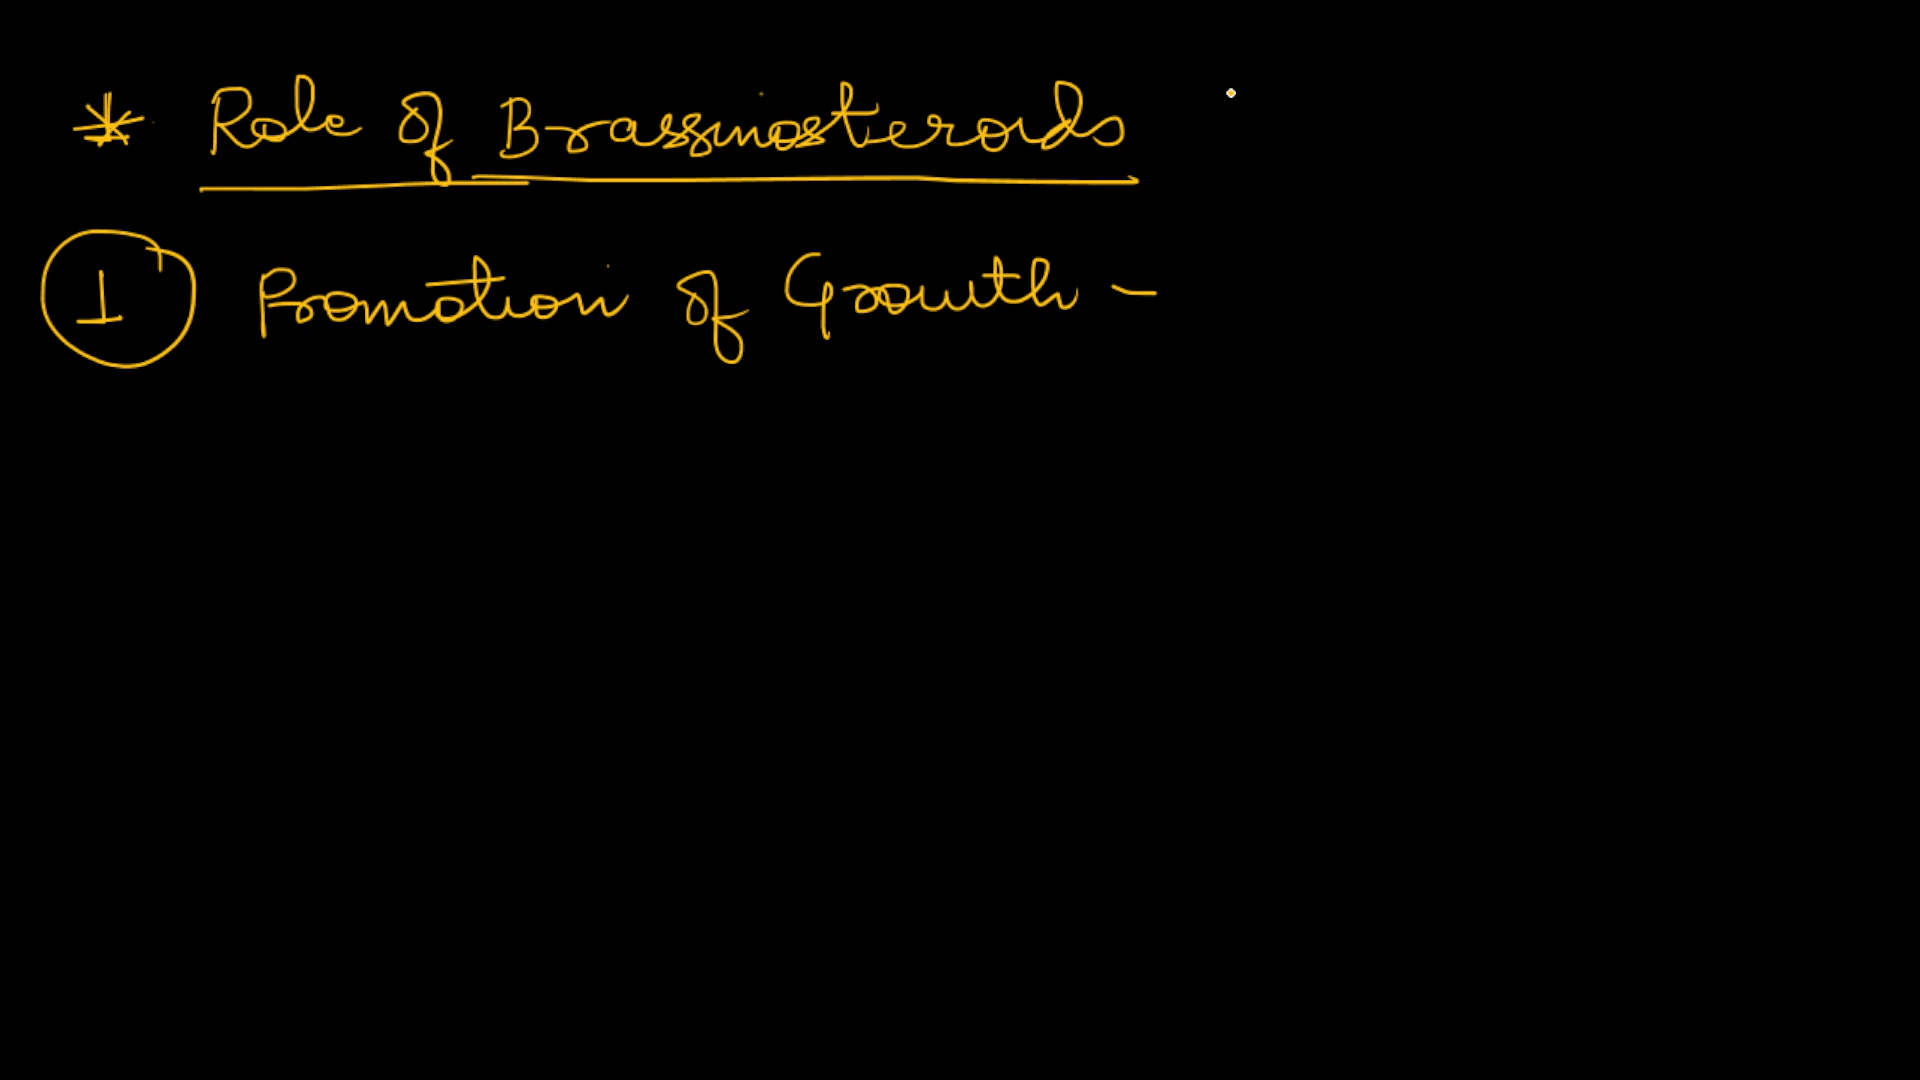 * Role of Brassinosteroids
1 Promotion of Growth -